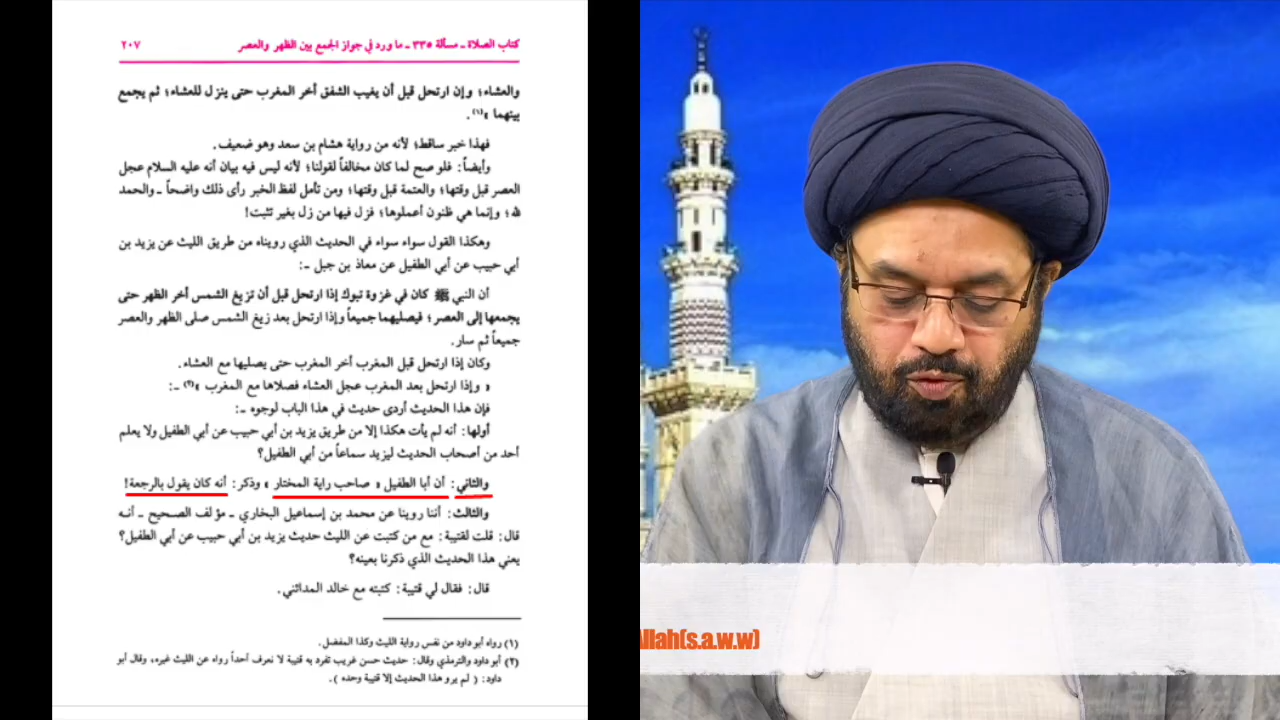 كتاب الصلاة ـ مسألة ٣٣٥ ـ ما ورد في جواز الجمع بين الظهر والعصر ٢٠٧
والعشاء؛ وإن ارتحل قبل أن يغيب الشفق أخر المغرب حتى ينزل للعشاء؛ ثم يجمع
بينهما »(١).
فهذا خبر ساقط؛ لأنه من رواية هشام بن سعد وهو ضعيف.
وأيضاً: فلو صح لما كان مخالفاً لقولنا؛ لأنه ليس فيه بيان أنه عليه السلام عجل
العصر قبل وقتها؛ والعتمة قبل وقتها؛ ومن تأمل لفظ الخبر رأى ذلك واضحاً ـ والحمد
لله؛ وإنما هي ظنون أعملوها؛ فزل فيها من زل بغير تثبت!
وهكذا القول سواء سواء في الحديث الذي رويناه من طريق الليث عن يزيد بن
أبي حبيب عن أبي الطفيل عن معاذ بن جبل ـ:
أن النبي ﷺ كان في غزوة تبوك إذا ارتحل قبل أن تزيغ الشمس أخر الظهر حتى
يجمعها إلى العصر؛ فيصليهما جميعاً وإذا ارتحل بعد زيغ الشمس صلى الظهر والعصر
جميعاً ثم سار.
وكان إذا ارتحل قبل المغرب أخر المغرب حتى يصليها مع العشاء.
« وإذا ارتحل بعد المغرب عجل العشاء فصلاها مع المغرب »(٢) ـ:
فإن هذا الحديث أردى حديث في هذا الباب لوجوه ـ:
أولها: أنه لم يأت هكذا إلا من طريق يزيد بن أبي حبيب عن أبي الطفيل ولا يعلم
أحد من أصحاب الحديث ليزيد سماعاً من أبي الطفيل؟
والثاني: أن أبا الطفيل « صاحب راية المختار » وذكر: أنه كان يقول بالرجعة!
والثالث: أننا روينا عن محمد بن إسماعيل البخاري ـ مؤلف الصحيح ـ أنه
قال: قلت لقتيبة: مع من كتبت عن الليث حديث يزيد بن أبي حبيب عن أبي الطفيل؟
يعني هذا الحديث الذي ذكرنا بعينه؟
قال: فقال لي قتيبة: كتبته مع خالد المدائني.
(١) رواه أبو داود من نفس رواية الليث وكذا المفضل.
(٢) أبو داود والترمذي وقال: حديث حسن غريب تفرد به قتيبة لا نعرف أحداً رواه عن الليث غيره، وقال أبو
داود: ( لم يرو هذا الحديث إلا قتيبة وحده ).
Allah(s.a.w.w)